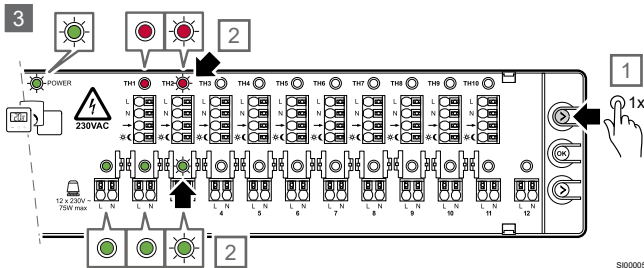 3
2
1
1x
POWER
TH1 TH2 TH3 TH4 TH5 TH6 TH7 TH8 TH9 TH10
230VAC
L L L L L L L L L L
N N N N N N N N N N
OK
12 x 230V ~
75W max
L N L N L L N L N L N L N L N L N L N L N L N
4 5 6 7 8 9 10 11 12
2
SI00005